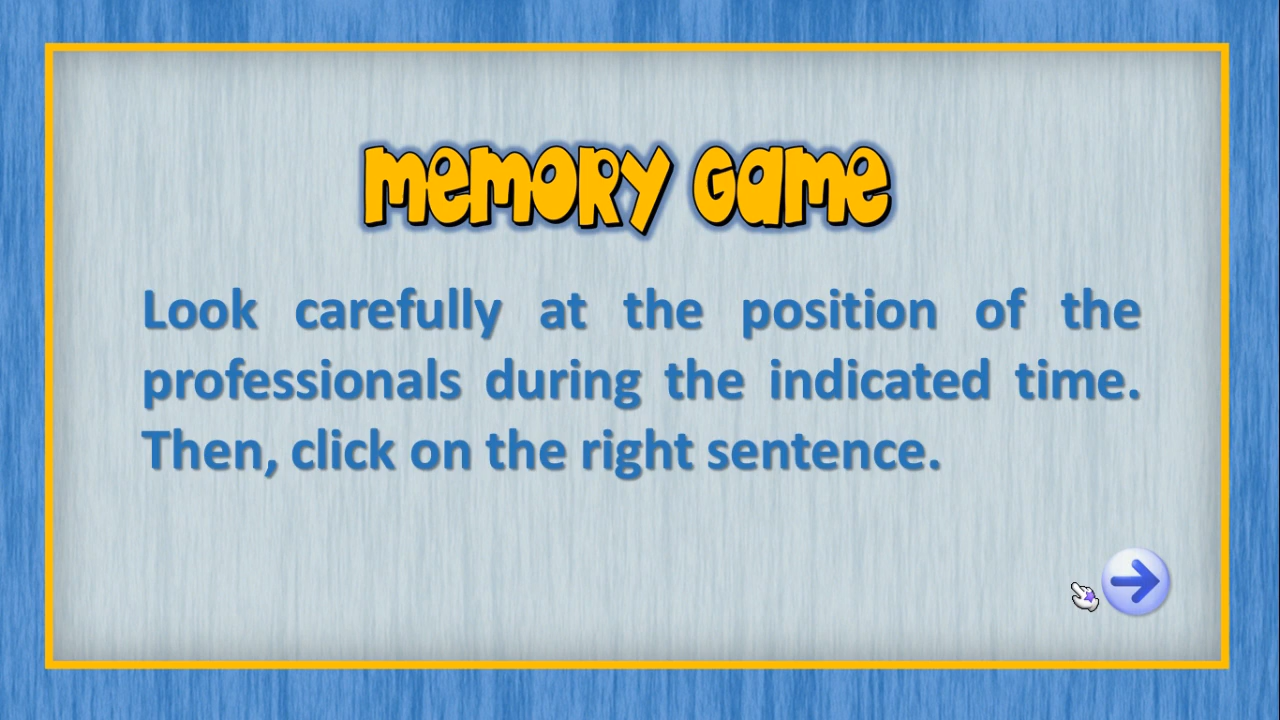 MEMORY GAME
Look carefully at the position of the
professionals during the indicated time.
Then, click on the right sentence.